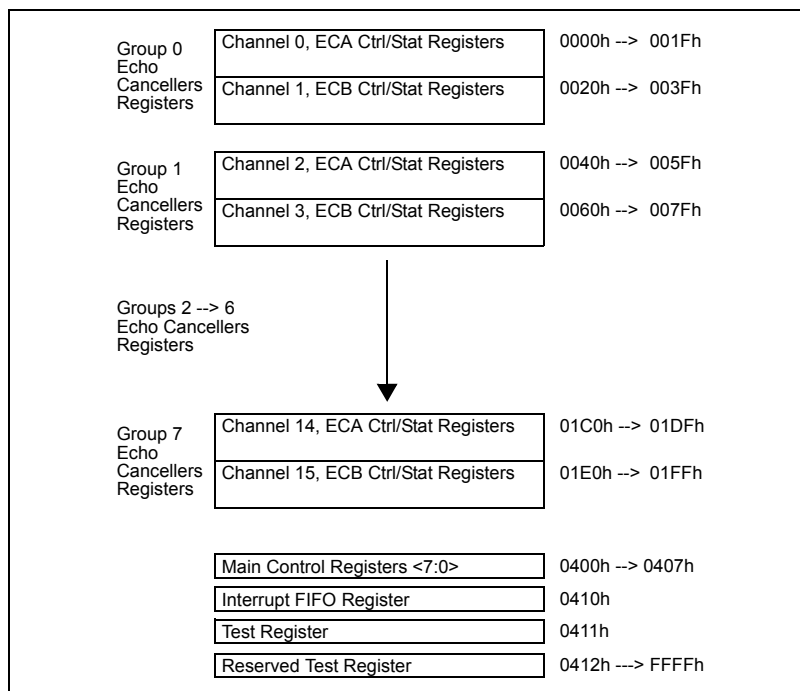 Group 0
Echo
Cancellers
Registers
Channel 0, ECA Ctrl/Stat Registers
0000h --> 001Fh
Channel 1, ECB Ctrl/Stat Registers
0020h --> 003Fh
Group 1
Echo
Cancellers
Registers
Channel 2, ECA Ctrl/Stat Registers
0040h --> 005Fh
Channel 3, ECB Ctrl/Stat Registers
0060h --> 007Fh
Groups 2 --> 6
Echo Cancellers
Registers
Group 7
Echo
Cancellers
Registers
Channel 14, ECA Ctrl/Stat Registers
01C0h --> 01DFh
Channel 15, ECB Ctrl/Stat Registers
01E0h --> 01FFh
Main Control Registers <7:0>
0400h --> 0407h
Interrupt FIFO Register
0410h
Test Register
0411h
Reserved Test Register
0412h ---> FFFFh